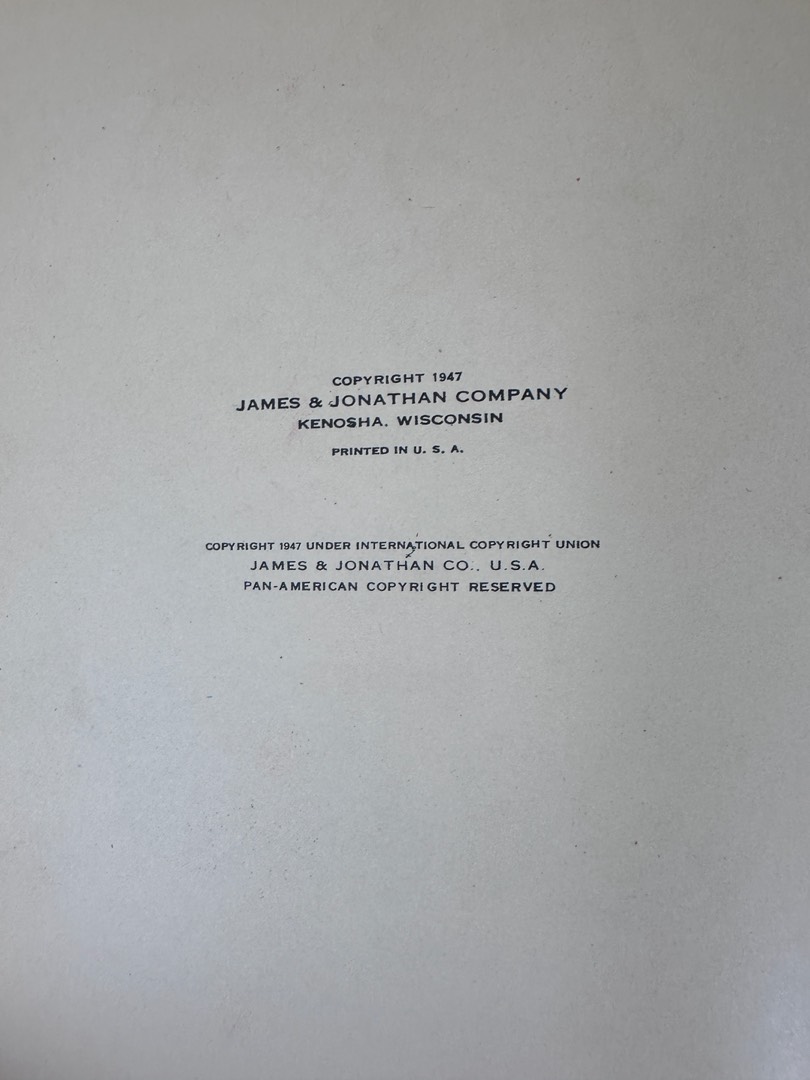 COPYRIGHT 1947
JAMES & JONATHAN COMPANY
KENOSHA, WISCONSIN
PRINTED IN U. S. A.
COPYRIGHT 1947 UNDER INTERNATIONAL COPYRIGHT UNION
JAMES & JONATHAN CO., U.S.A.
PAN-AMERICAN COPYRIGHT RESERVED